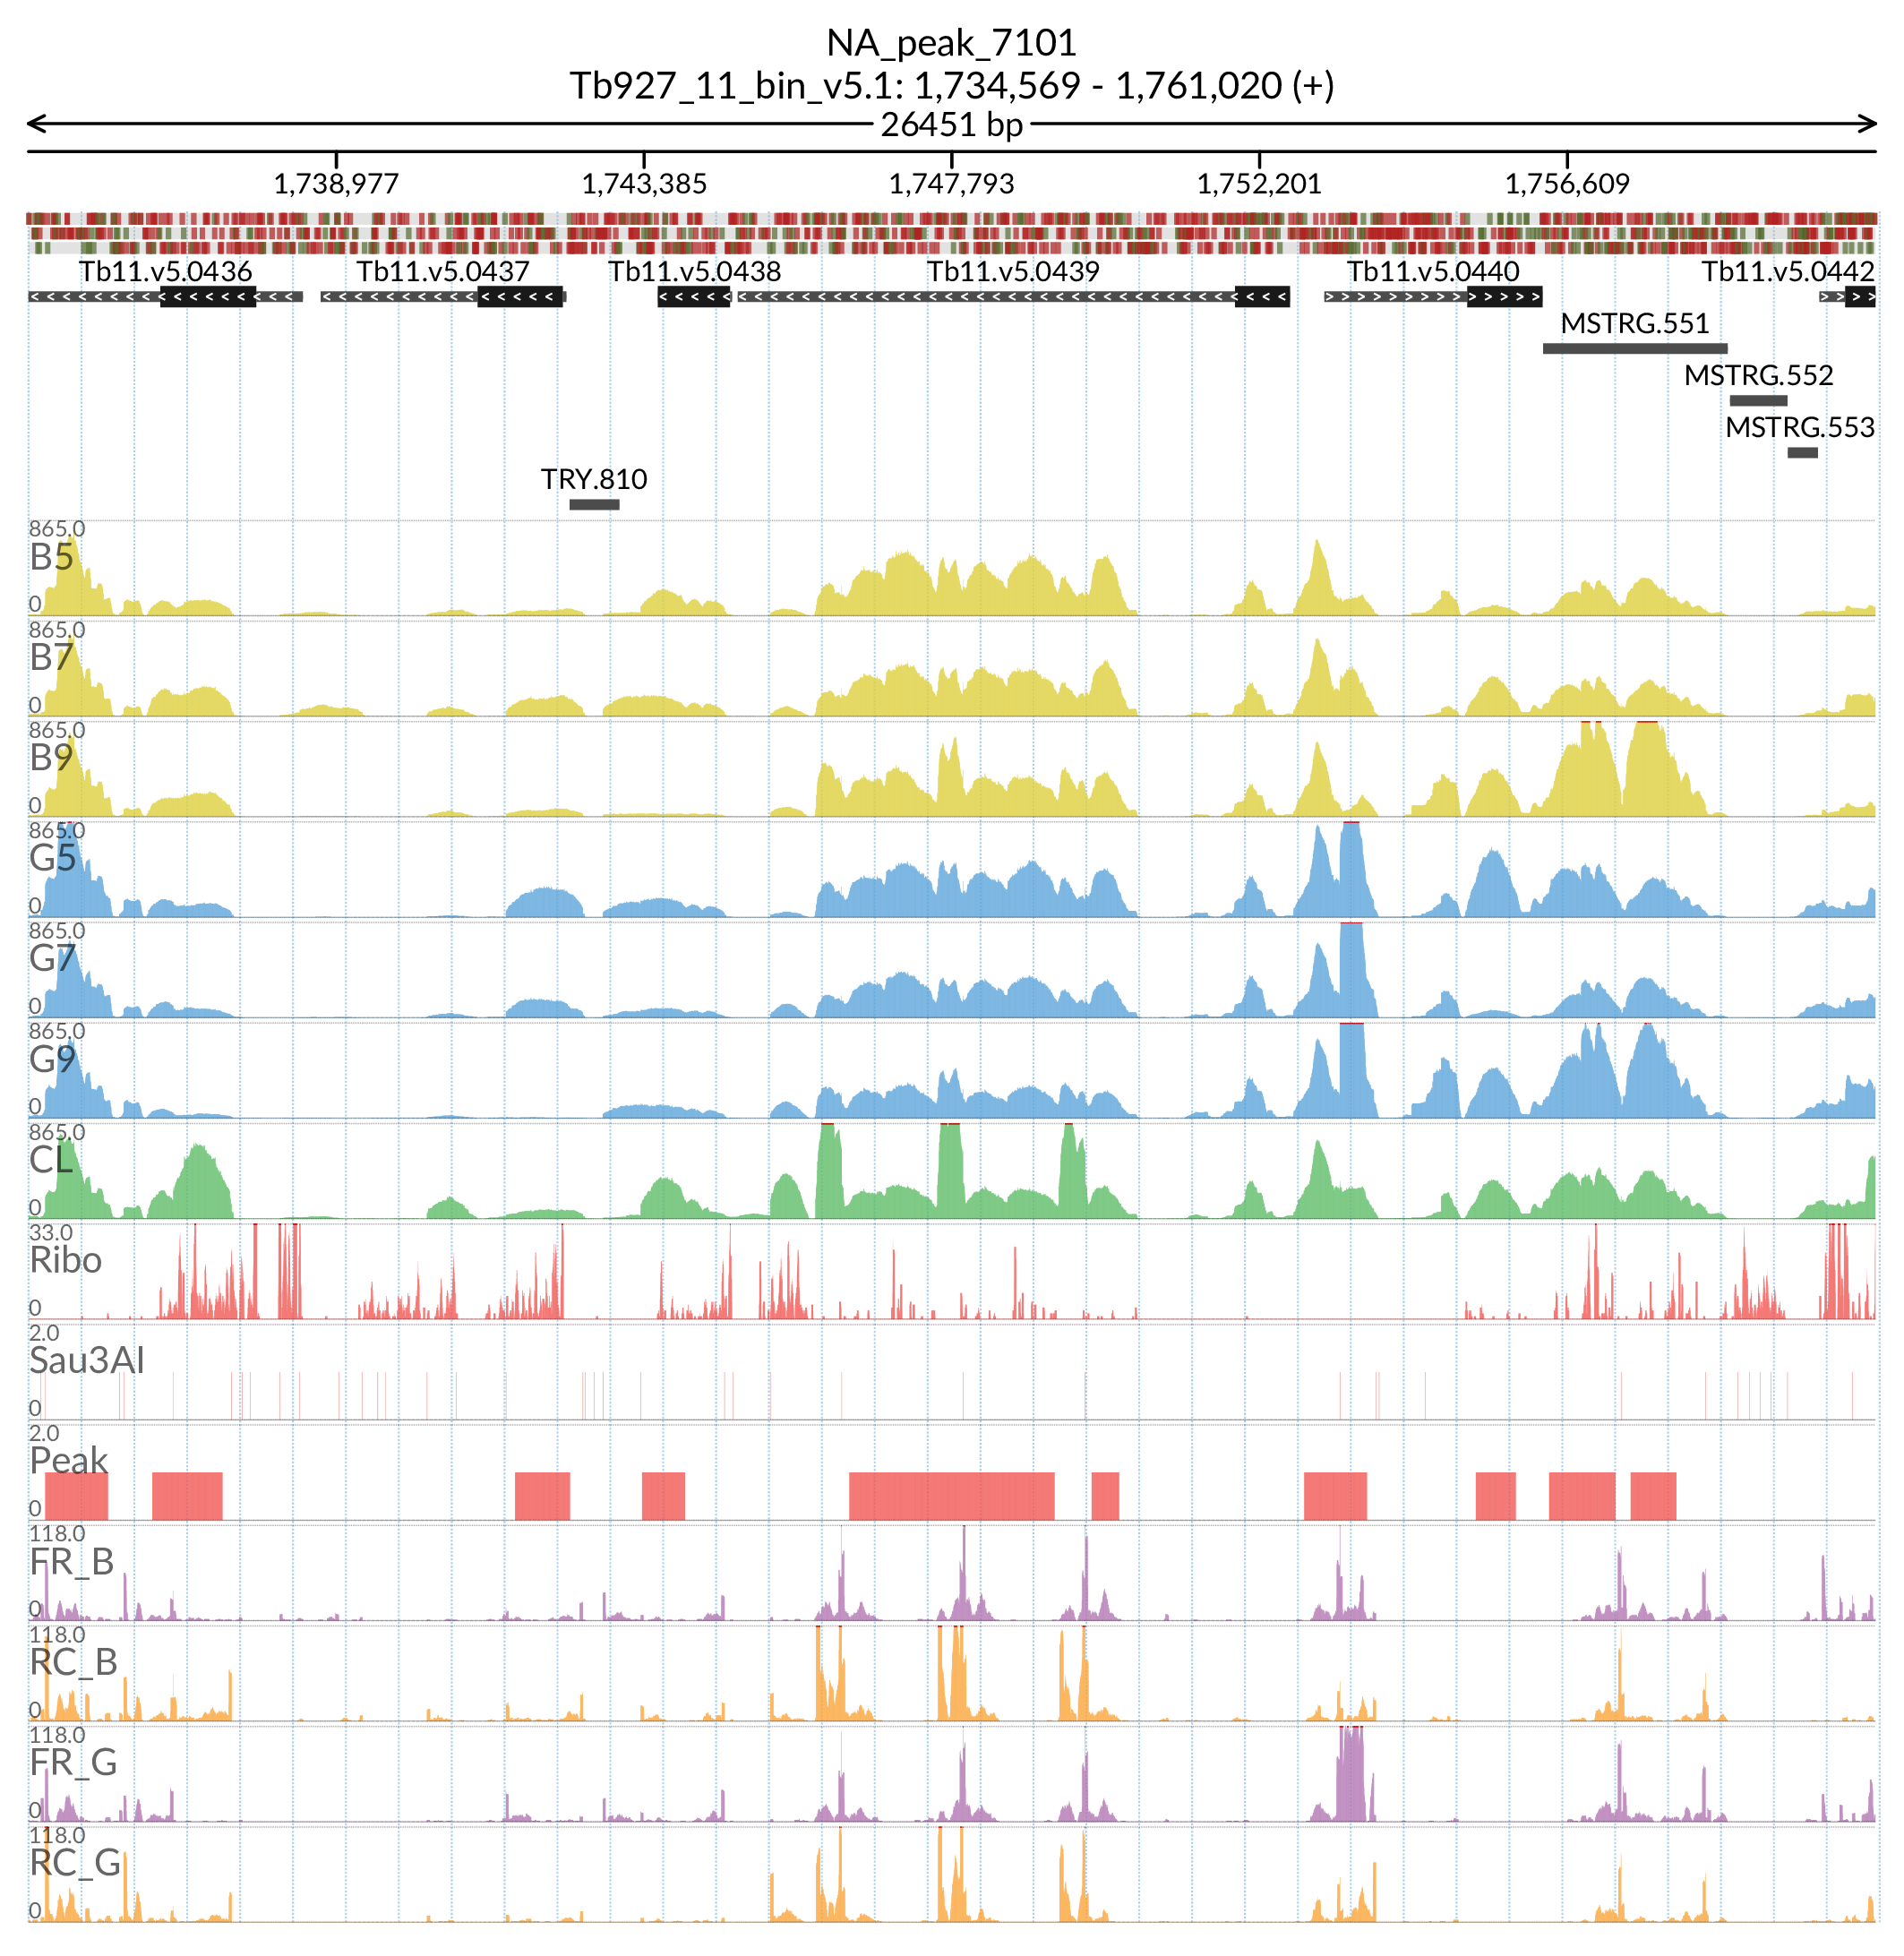 NA_peak_7101
Tb927_11_bin_v5.1: 1,734,569 - 1,761,020 (+)
26451 bp
1,738,977 1,743,385 1,747,793 1,752,201 1,756,609
Tb11.v5.0436 Tb11.v5.0437 Tb11.v5.0438 Tb11.v5.0439 Tb11.v5.0440 Tb11.v5.0442
MSTRG.551
MSTRG.552
MSTRG.553
TRY.810
865.0
B5
0
865.0
B7
0
865.0
B9
0
865.0
G5
0
865.0
G7
0
865.0
G9
0
865.0
CL
0
33.0
Ribo
0
2.0
Sau3AI
0
2.0
Peak
0
118.0
FR_B
0
118.0
RC_B
0
118.0
FR_G
0
118.0
RC_G
0